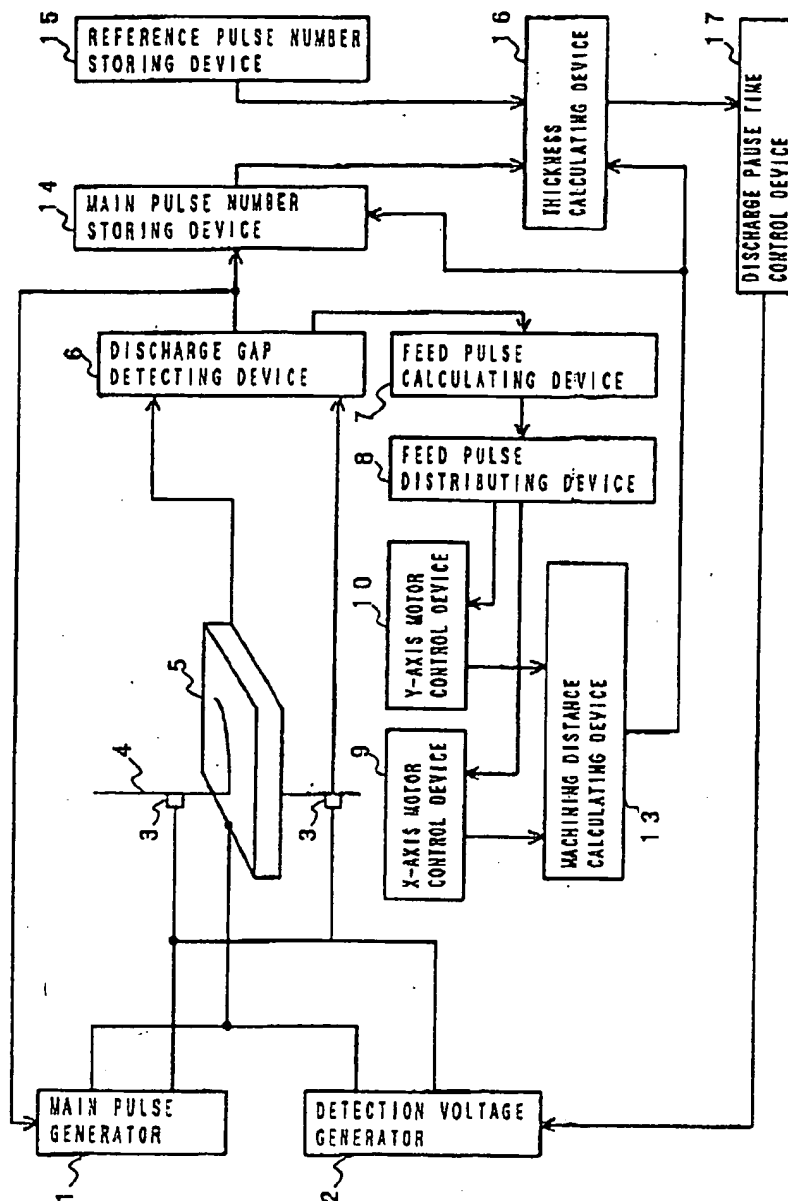 15
REFERENCE PULSE NUMBER
STORING DEVICE
16
THICKNESS
CALCULATING DEVICE
17
DISCHARGE PAUSE TIME
CONTROL DEVICE
14
MAIN PULSE NUMBER
STORING DEVICE
6
DISCHARGE GAP
DETECTING DEVICE
7
FEED PULSE
CALCULATING DEVICE
8
FEED PULSE
DISTRIBUTING DEVICE
10
Y-AXIS MOTOR
CONTROL DEVICE
9
X-AXIS MOTOR
CONTROL DEVICE
MACHINING DISTANCE
CALCULATING DEVICE
13
5
4
3
3
MAIN PULSE
GENERATOR
1
DETECTION VOLTAGE
GENERATOR
2